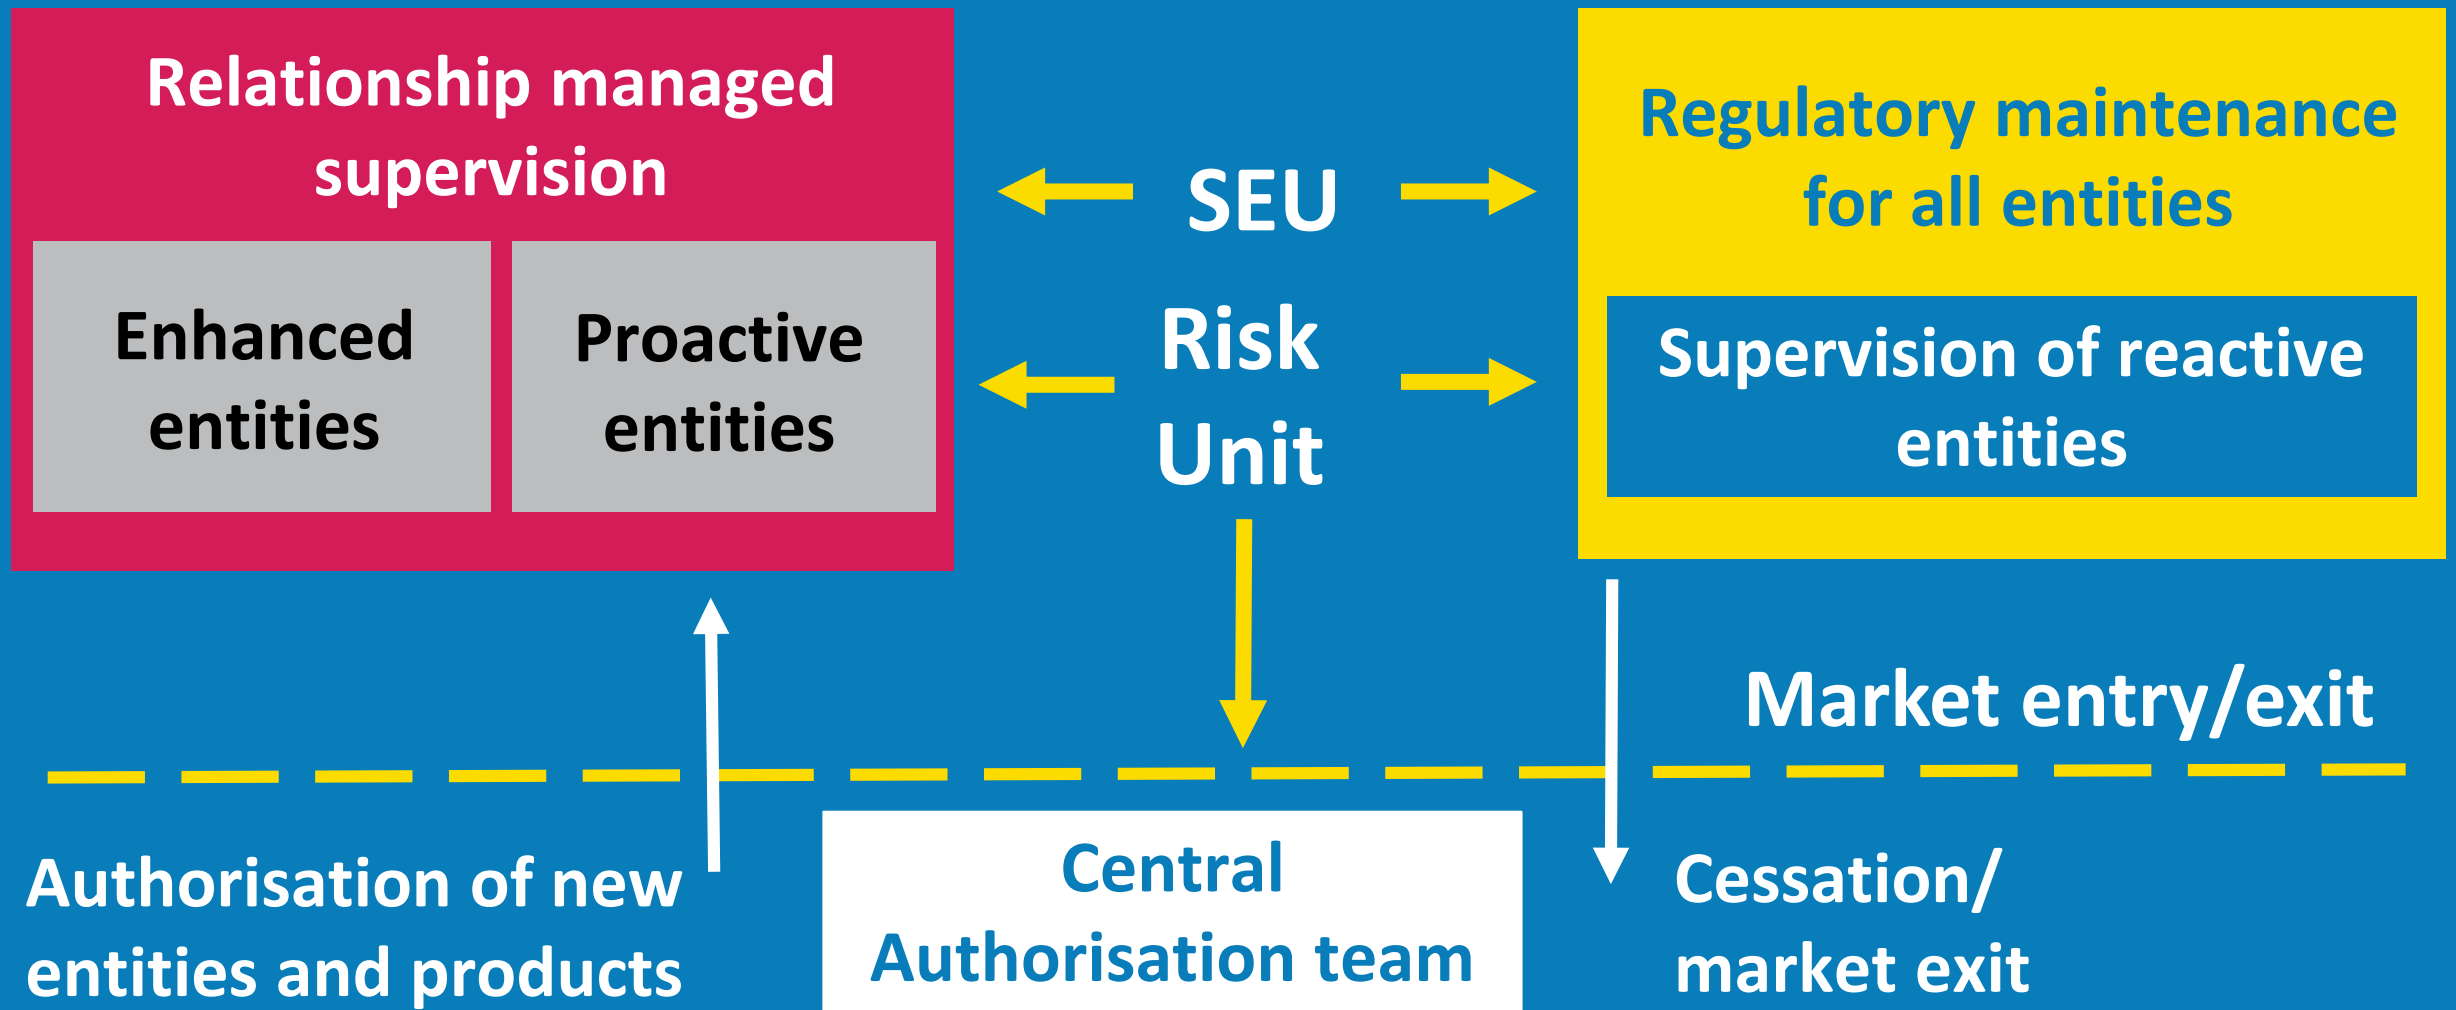 Relationship managed
supervision
Enhanced
entities
Proactive
entities
SEU
Risk
Unit
Regulatory maintenance
for all entities
Supervision of reactive
entities
Market entry/exit
Authorisation of new
entities and products
Central
Authorisation team
Cessation/
market exit